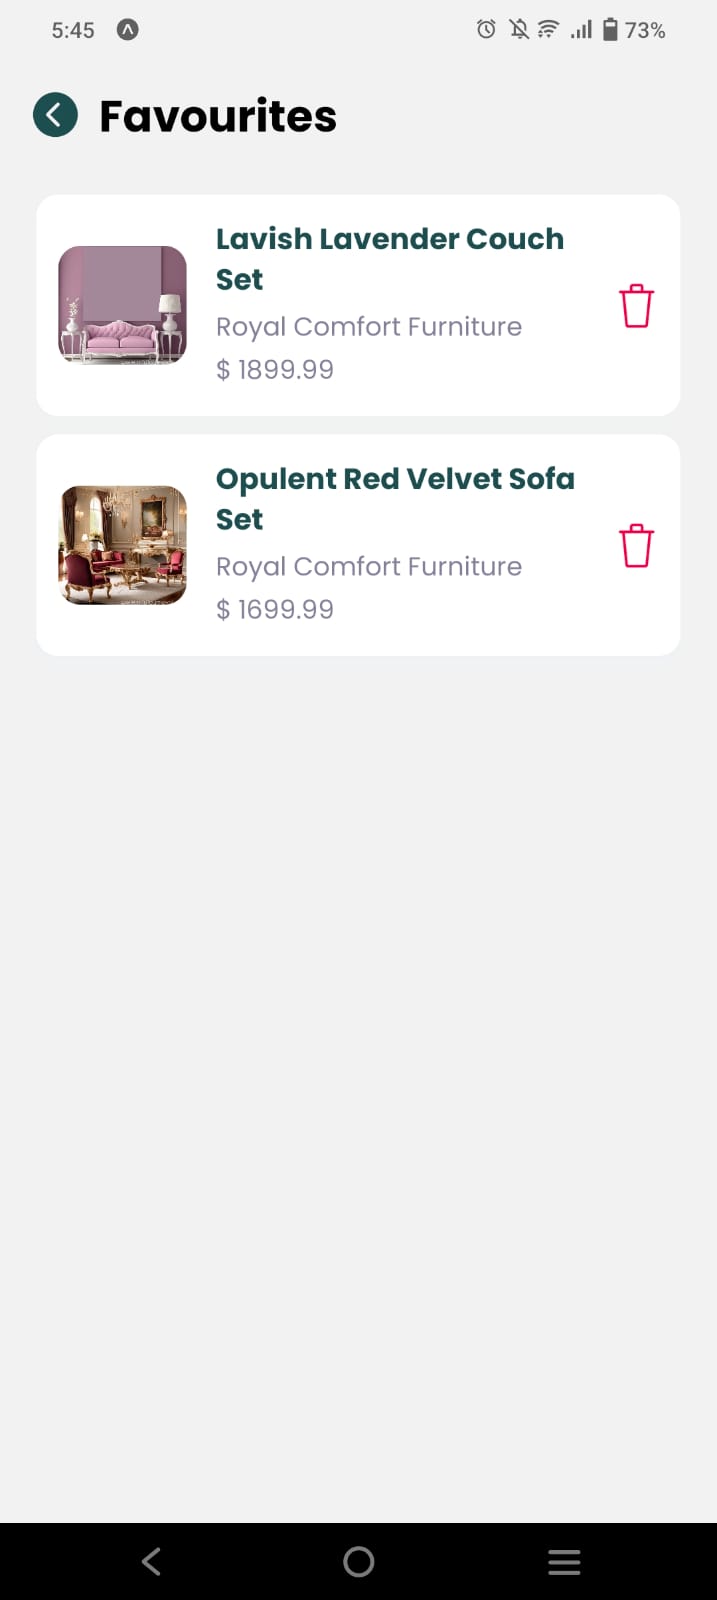 5:45
73%
Favourites
Lavish Lavender Couch
Set
Royal Comfort Furniture
$ 1899.99
Opulent Red Velvet Sofa
Set
Royal Comfort Furniture
$ 1699.99